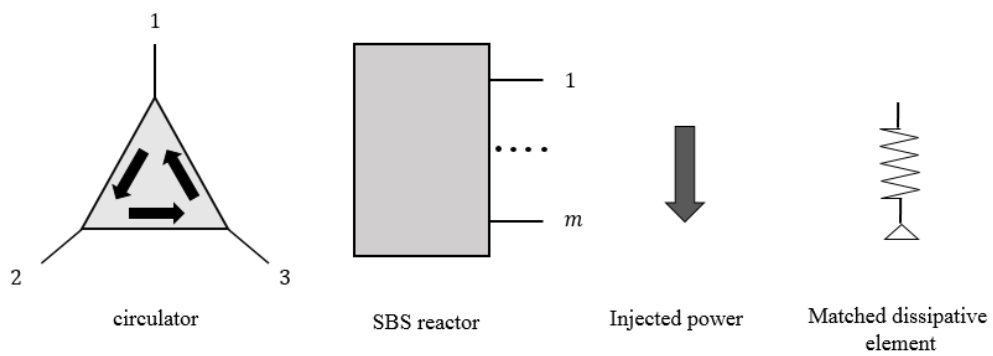 1
2
3
circulator
1
m
SBS reactor
Injected power
Matched dissipative
element